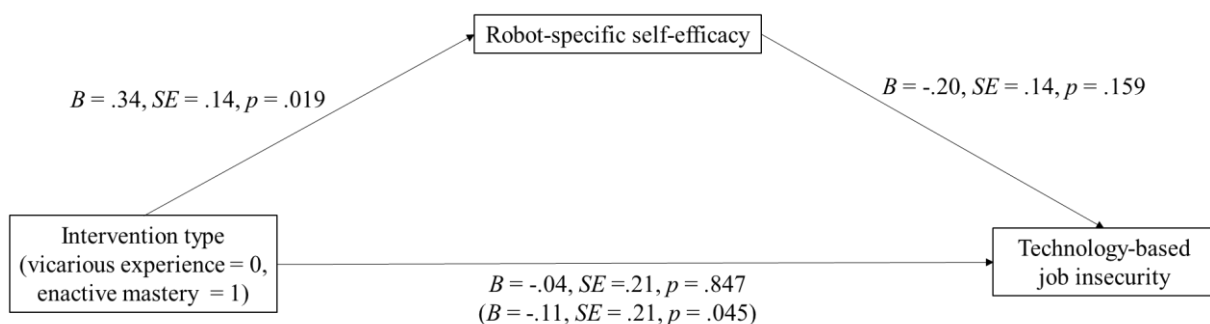 Robot-specific self-efficacy
B = .34, SE = .14, p = .019
B = -.20, SE = .14, p = .159
Intervention type
(vicarious experience = 0,
enactive mastery = 1)
B = -.04, SE =.21, p = .847
(B = -.11, SE = .21, p = .045)
Technology-based
job insecurity